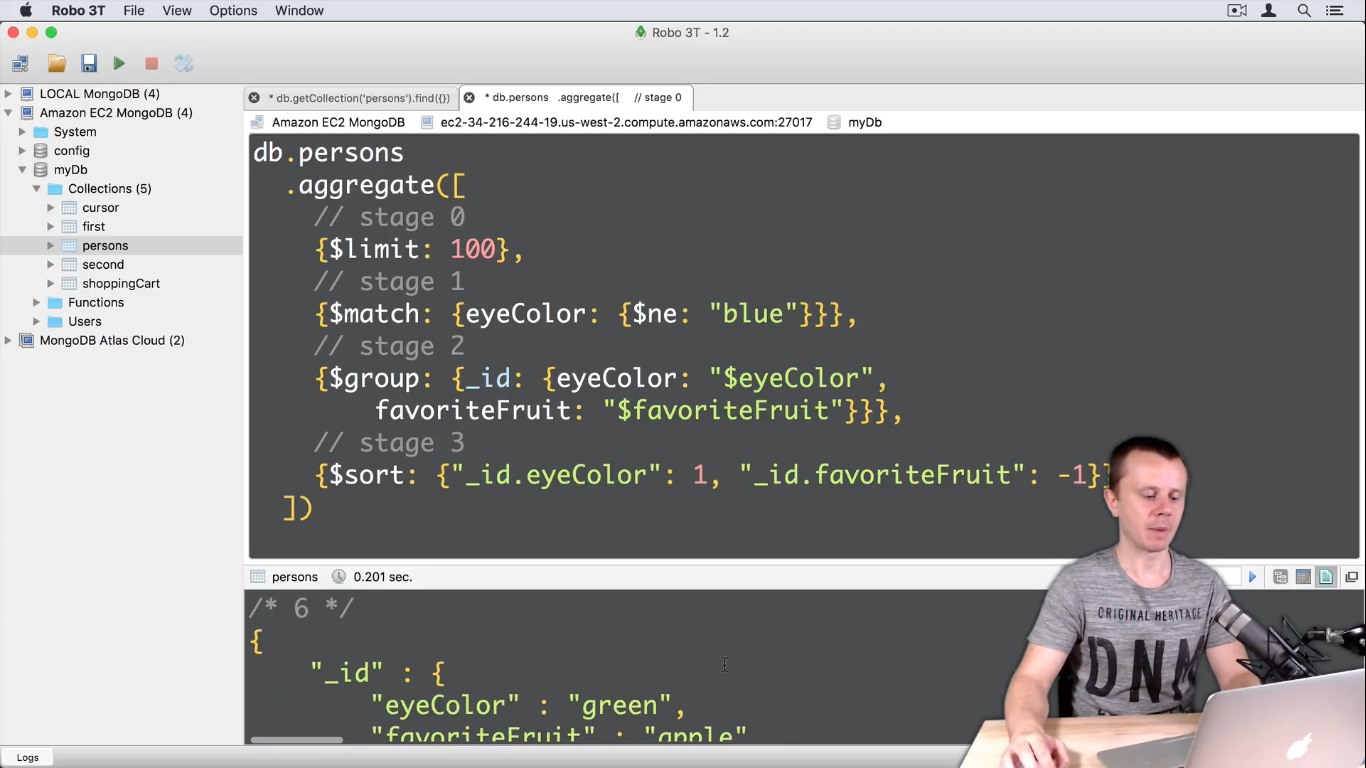 Robo 3T File View Options Window
Robo 3T - 1.2
LOCAL MongoDB (4)
Amazon EC2 MongoDB (4)
System
config
myDb
Collections (5)
cursor
first
persons
second
shoppingCart
Functions
Users
MongoDB Atlas Cloud (2)
* db.getCollection('persons').find({}) * db.persons .aggregate([ // stage 0
Amazon EC2 MongoDB ec2-34-216-244-19.us-west-2.compute.amazonaws.com:27017 myDb
db.persons
.aggregate([
// stage 0
{$limit: 100},
// stage 1
{$match: {eyeColor: {$ne: "blue"}}},
// stage 2
{$group: {_id: {eyeColor: "$eyeColor",
favoriteFruit: "$favoriteFruit"}}},
// stage 3
{$sort: {"_id.eyeColor": 1, "_id.favoriteFruit": -1}}
])
persons 0.201 sec.
/* 6 */
{
"_id" : {
"eyeColor" : "green",
"favoriteFruit" : "apple"
Logs
ORIGINAL HERITAGE
DNM